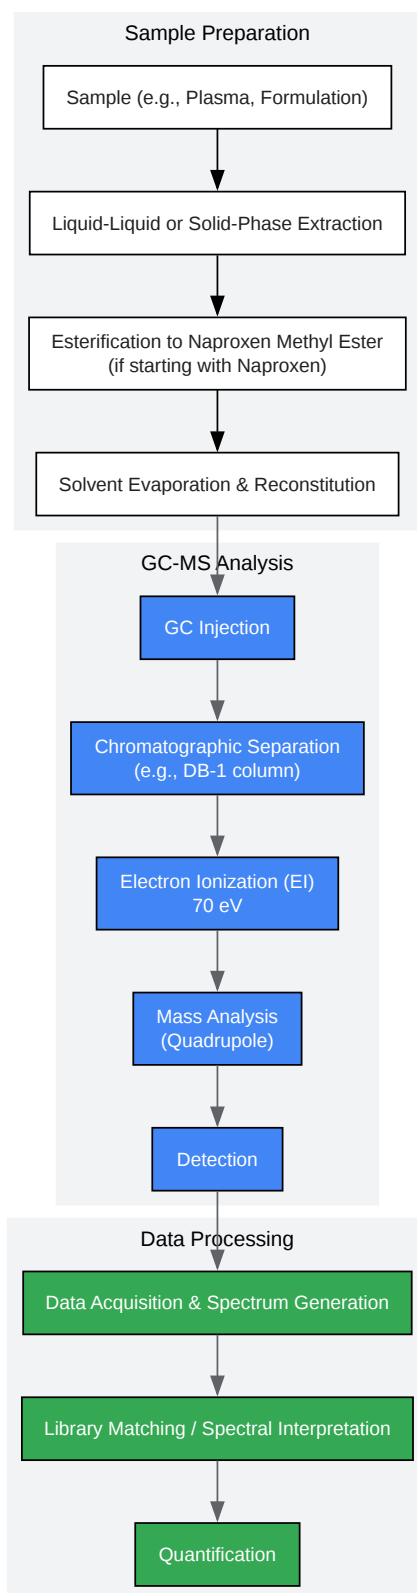 Sample Preparation
Sample (e.g., Plasma, Formulation)
Liquid-Liquid or Solid-Phase Extraction
Esterification to Naproxen Methyl Ester
(if starting with Naproxen)
Solvent Evaporation & Reconstitution
GC-MS Analysis
GC Injection
Chromatographic Separation
(e.g., DB-1 column)
Electron Ionization (EI)
70 eV
Mass Analysis
(Quadrupole)
Detection
Data Processing
Data Acquisition & Spectrum Generation
Library Matching / Spectral Interpretation
Quantification